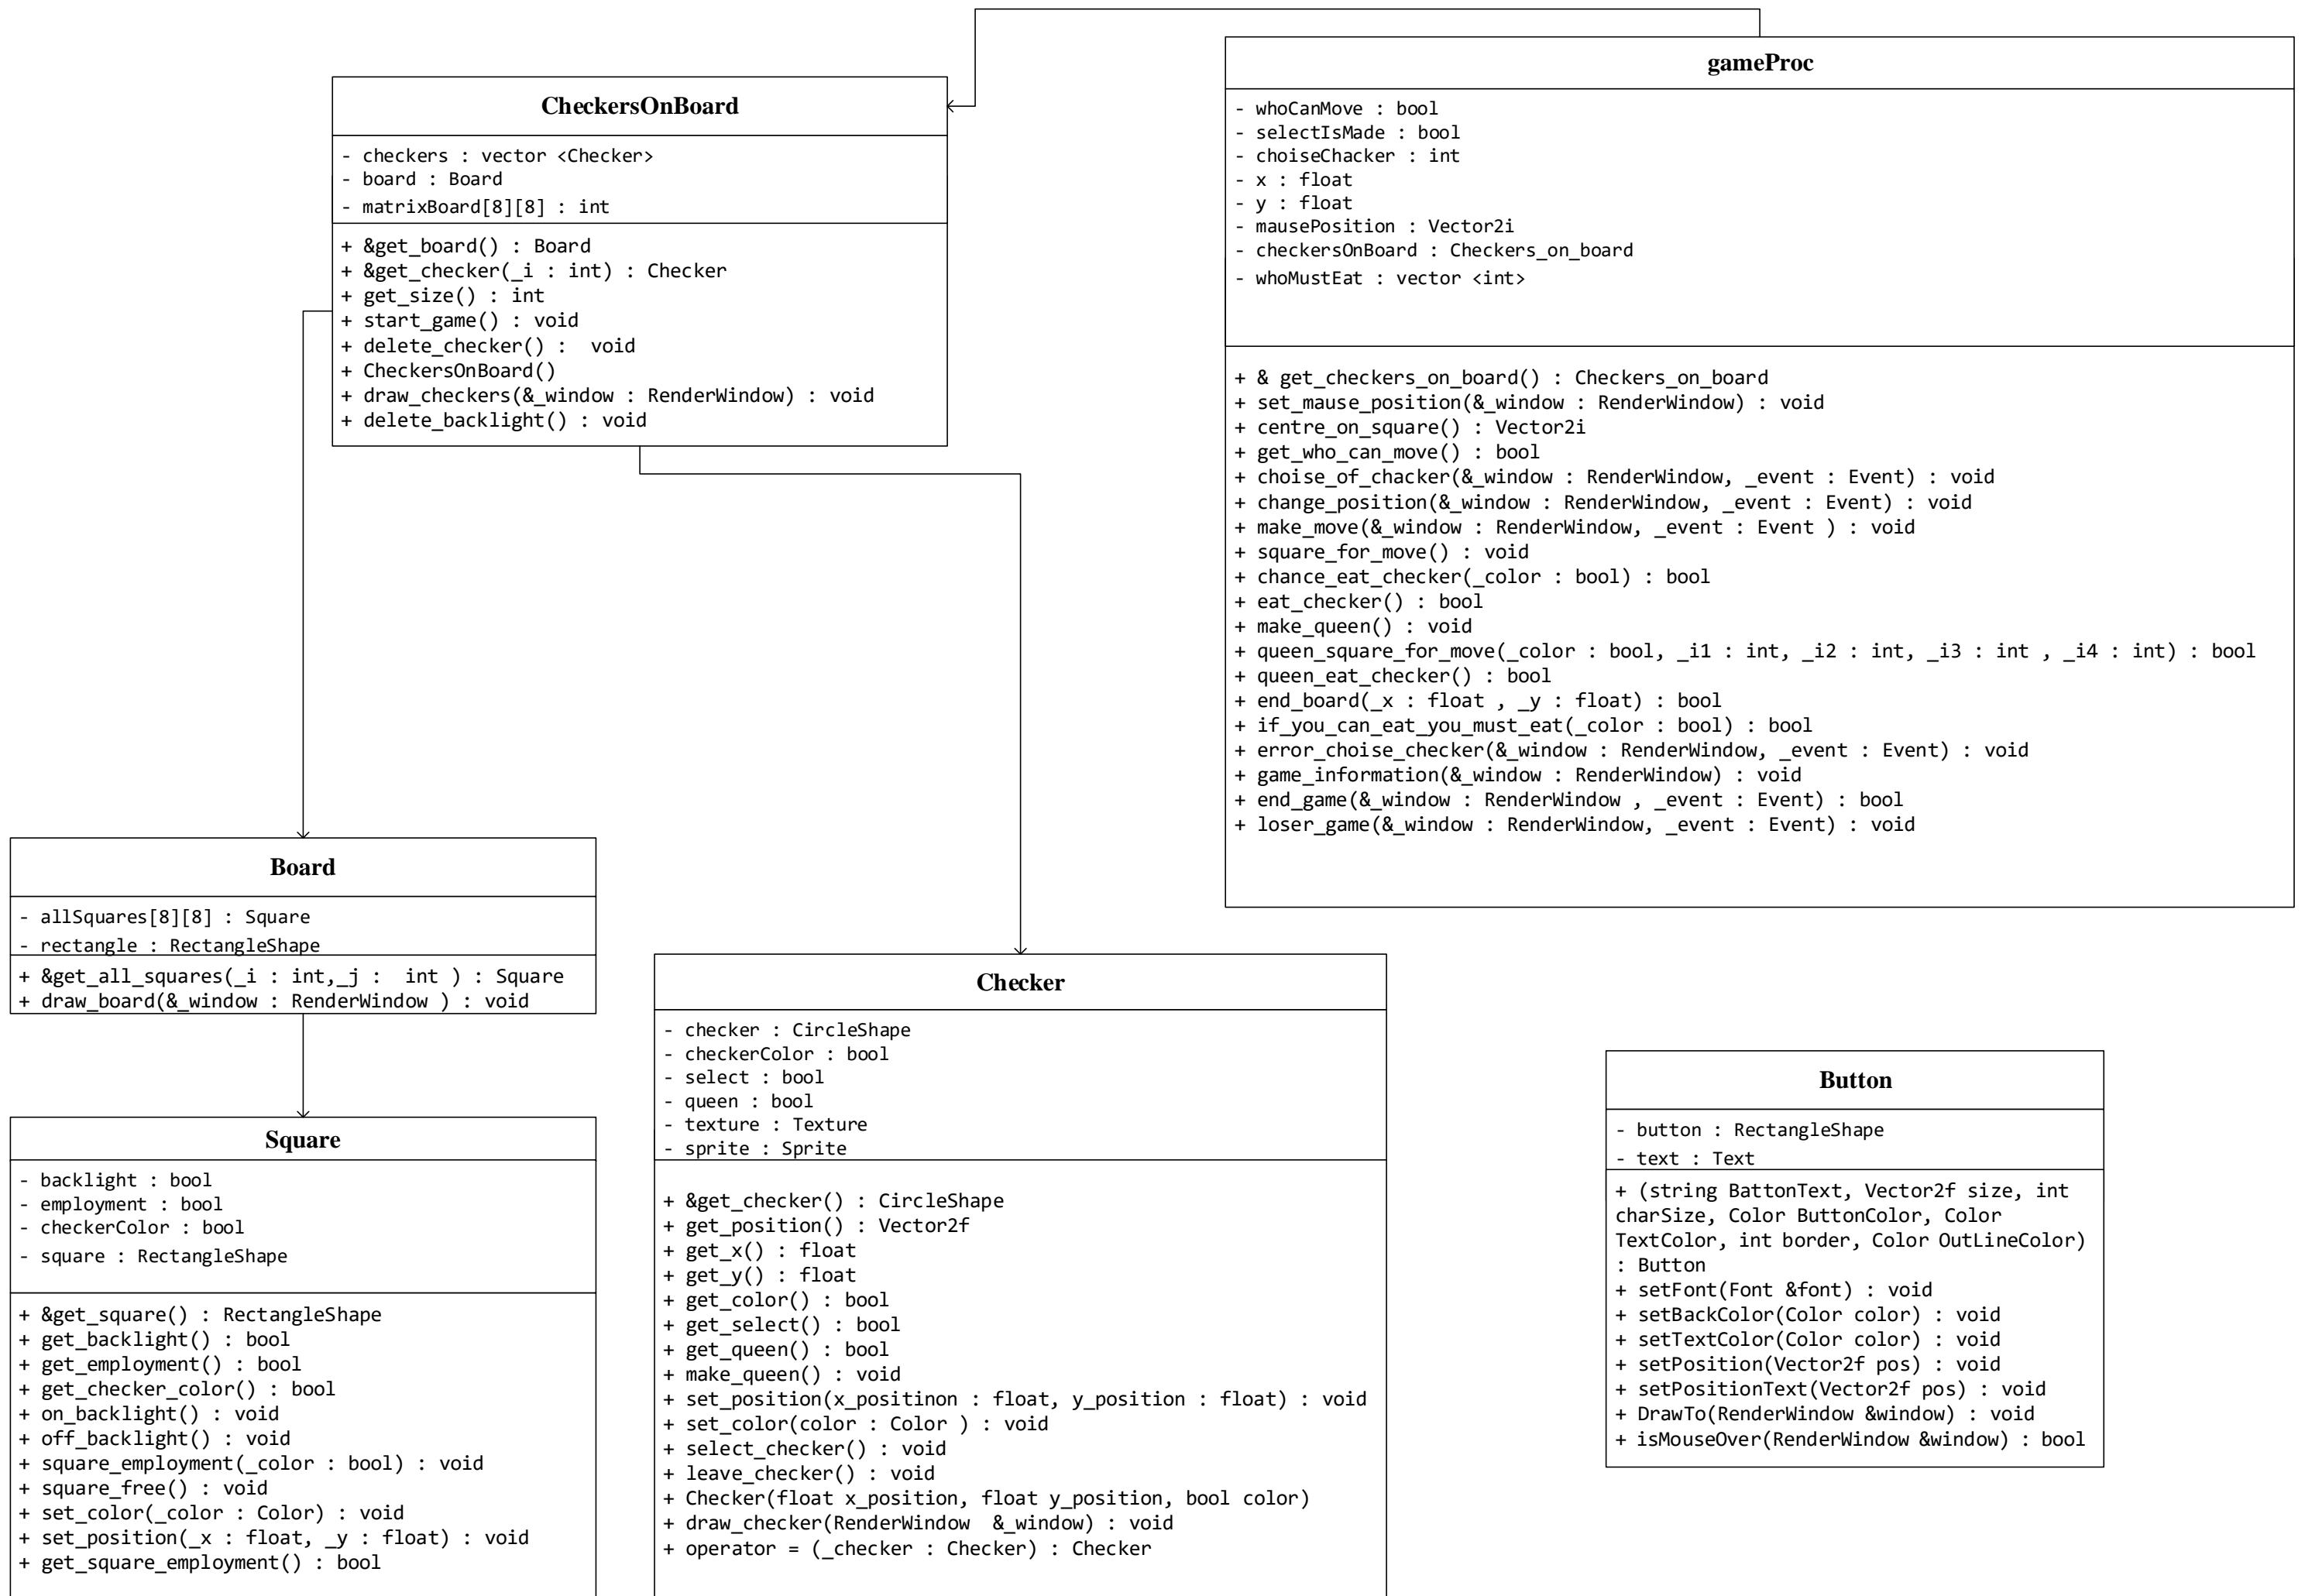 CheckersOnBoard
- checkers : vector <Checker>
- board : Board
- matrixBoard[8][8] : int
+ &get_board() : Board
+ &get_checker(_i : int) : Checker
+ get_size() : int
+ start_game() : void
+ delete_checker() :  void
+ CheckersOnBoard()
+ draw_checkers(&_window : RenderWindow) : void
+ delete_backlight() : void
gameProc
- whoCanMove : bool
- selectIsMade : bool
- choiseChacker : int
- x : float
- y : float
- mausePosition : Vector2i
- checkersOnBoard : Checkers_on_board
- whoMustEat : vector <int>
+ & get_checkers_on_board() : Checkers_on_board
+ set_mause_position(&_window : RenderWindow) : void
+ centre_on_square() : Vector2i
+ get_who_can_move() : bool
+ choise_of_chacker(&_window : RenderWindow, _event : Event) : void
+ change_position(&_window : RenderWindow, _event : Event) : void
+ make_move(&_window : RenderWindow, _event : Event ) : void
+ square_for_move() : void
+ chance_eat_checker(_color : bool) : bool
+ eat_checker() : bool
+ make_queen() : void
+ queen_square_for_move(_color : bool, _i1 : int, _i2 : int, _i3 : int , _i4 : int) : bool
+ queen_eat_checker() : bool
+ end_board(_x : float , _y : float) : bool
+ if_you_can_eat_you_must_eat(_color : bool) : bool
+ error_choise_checker(&_window : RenderWindow, _event : Event) : void
+ game_information(&_window : RenderWindow) : void
+ end_game(&_window : RenderWindow , _event : Event) : bool
+ loser_game(&_window : RenderWindow, _event : Event) : void
Board
- allSquares[8][8] : Square
- rectangle : RectangleShape
+ &get_all_squares(_i : int,_j :  int ) : Square
+ draw_board(&_window : RenderWindow ) : void
Square
- backlight : bool
- employment : bool
- checkerColor : bool
- square : RectangleShape
+ &get_square() : RectangleShape
+ get_backlight() : bool
+ get_employment() : bool
+ get_checker_color() : bool
+ on_backlight() : void
+ off_backlight() : void
+ square_employment(_color : bool) : void
+ square_free() : void
+ set_color(_color : Color) : void
+ set_position(_x : float, _y : float) : void
+ get_square_employment() : bool
Checker
- checker : CircleShape
- checkerColor : bool
- select : bool
- queen : bool
- texture : Texture
- sprite : Sprite
+ &get_checker() : CircleShape
+ get_position() : Vector2f
+ get_x() : float
+ get_y() : float
+ get_color() : bool
+ get_select() : bool
+ get_queen() : bool
+ make_queen() : void
+ set_position(x_positinon : float, y_position : float) : void
+ set_color(color : Color ) : void
+ select_checker() : void
+ leave_checker() : void
+ Checker(float x_position, float y_position, bool color)
+ draw_checker(RenderWindow  &_window) : void
+ operator = (_checker : Checker) : Checker
Button
- button : RectangleShape
- text : Text
+ (string BattonText, Vector2f size, int
charSize, Color ButtonColor, Color
TextColor, int border, Color OutLineColor)
: Button
+ setFont(Font &font) : void
+ setBackColor(Color color) : void
+ setTextColor(Color color) : void
+ setPosition(Vector2f pos) : void
+ setPositionText(Vector2f pos) : void
+ DrawTo(RenderWindow &window) : void
+ isMouseOver(RenderWindow &window) : bool